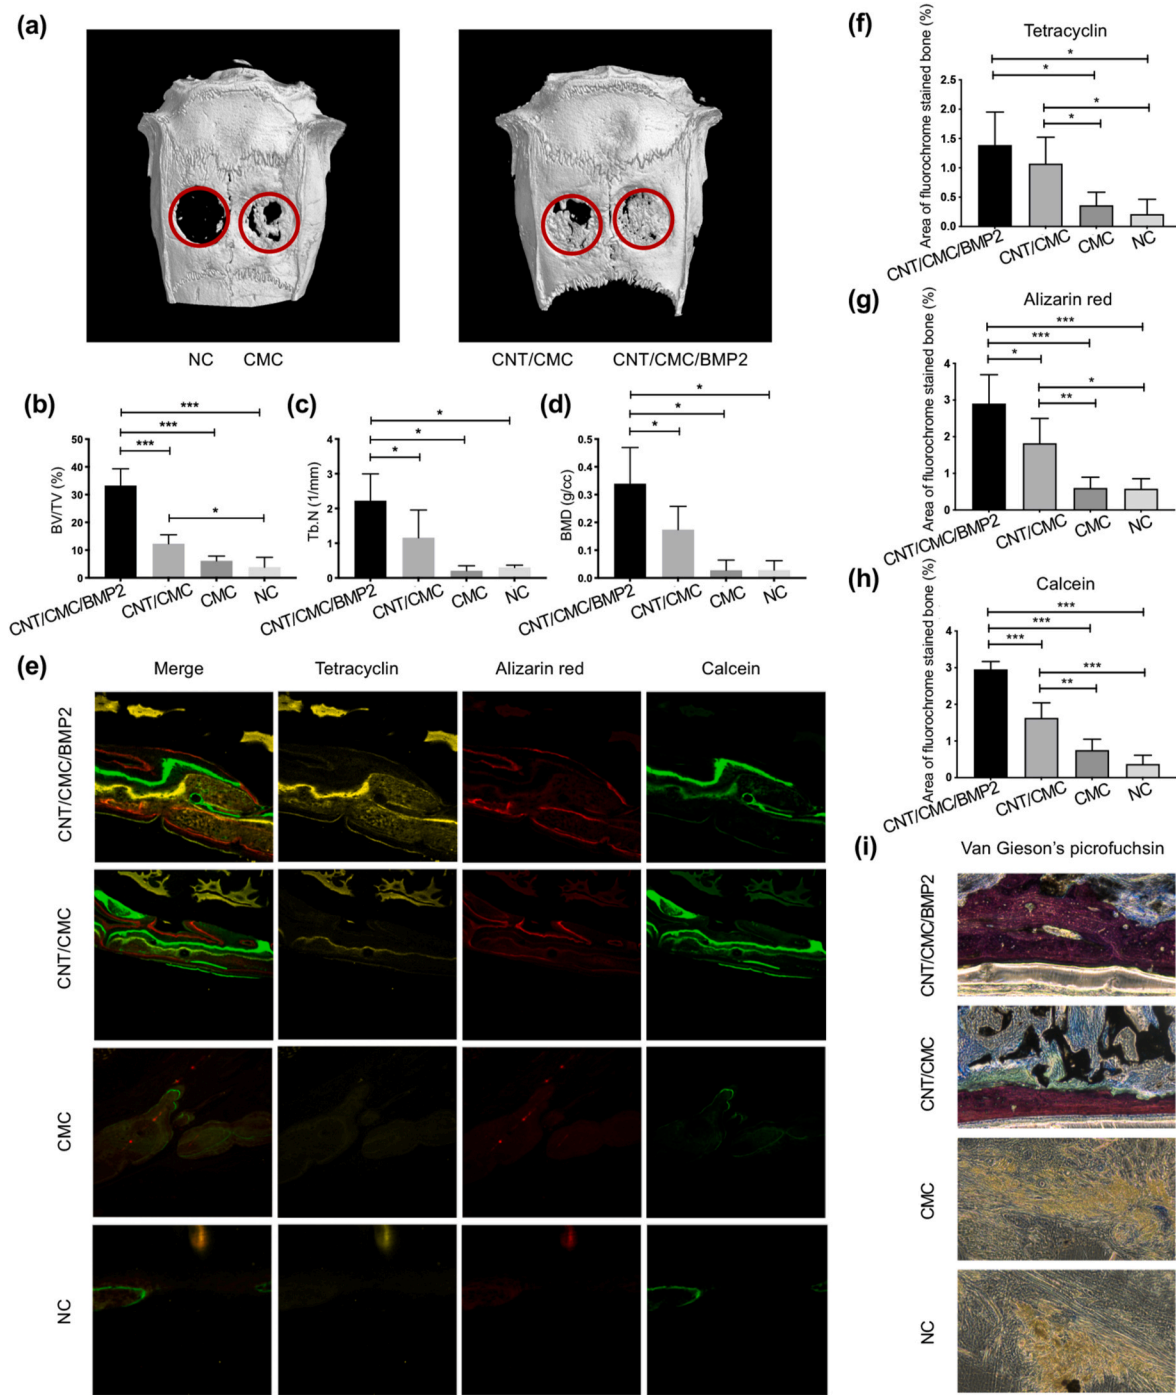 (a)
NC CMC
CNT/CMC CNT/CMC/BMP2
(b)
***
***
***
*
BV/TV (%)
50
40
30
20
10
0
CNT/CMC/BMP2
CNT/CMC
CMC
NC
(c)
*
*
*
Tb.N (1/mm)
4
3
2
1
0
CNT/CMC/BMP2
CNT/CMC
CMC
NC
(d)
*
*
*
BMD (g/cc)
0.5
0.4
0.3
0.2
0.1
0.0
CNT/CMC/BMP2
CNT/CMC
CMC
NC
(e)
Merge Tetracyclin Alizarin red Calcein
CNT/CMC/BMP2
CNT/CMC
CMC
NC
(f)
Tetracyclin
*
*
*
*
Area of fluorochrome stained bone (%)
2.5
2.0
1.5
1.0
0.5
0.0
CNT/CMC/BMP2
CNT/CMC
CMC
NC
(g)
Alizarin red
***
***
*
*
**
Area of fluorochrome stained bone (%)
4
3
2
1
0
CNT/CMC/BMP2
CNT/CMC
CMC
NC
(h)
Calcein
***
***
***
***
**
Area of fluorochrome stained bone (%)
4
3
2
1
0
CNT/CMC/BMP2
CNT/CMC
CMC
NC
(i)
Van Gieson's picrofuchsin
CNT/CMC/BMP2
CNT/CMC
CMC
NC